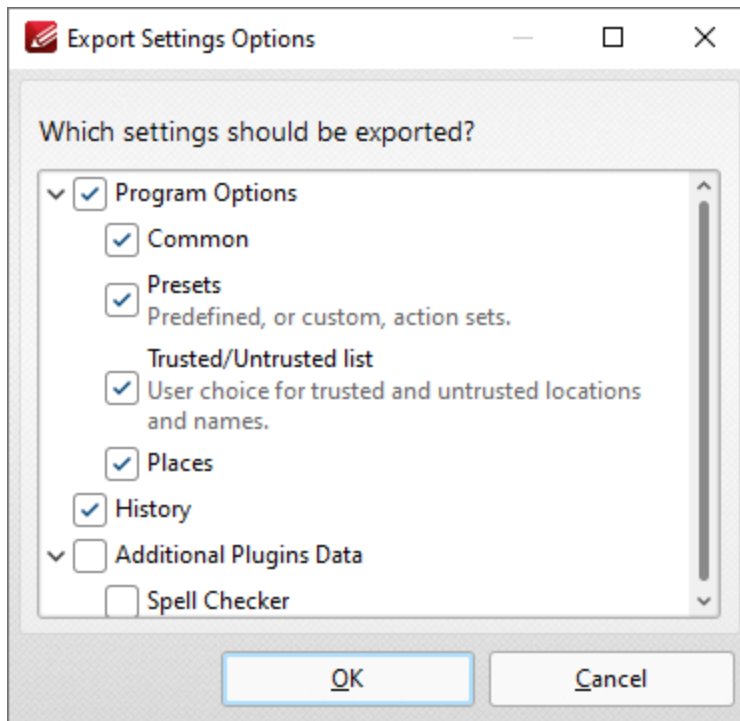 Export Settings Options
Which settings should be exported?
Program Options
Common
Presets
Predefined, or custom, action sets.
Trusted/Untrusted list
User choice for trusted and untrusted locations
and names.
Places
History
Additional Plugins Data
Spell Checker
OK
Cancel